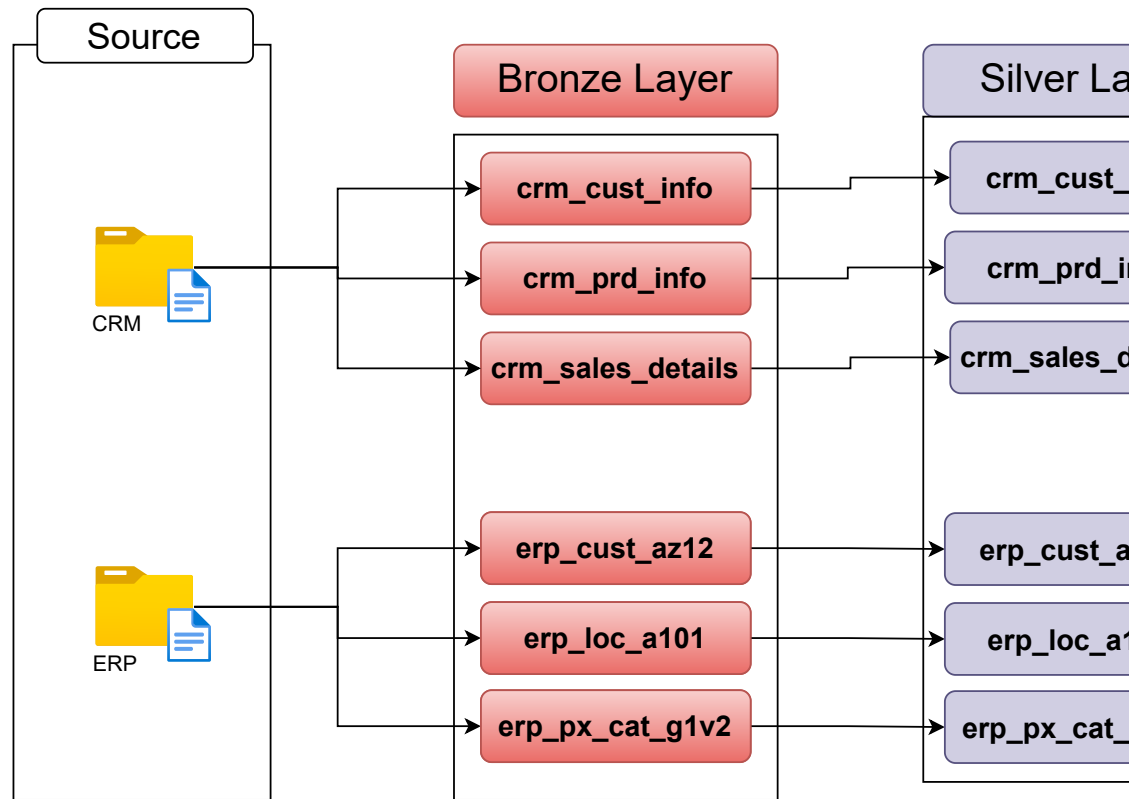 Source
Bronze Layer
Silver La
crm_cust_info
crm_cust_
crm_prd_info
crm_prd_i
CRM
crm_sales_details
crm_sales_d
erp_cust_az12
erp_cust_a
erp_loc_a101
erp_loc_a1
ERP
erp_px_cat_g1v2
erp_px_cat_